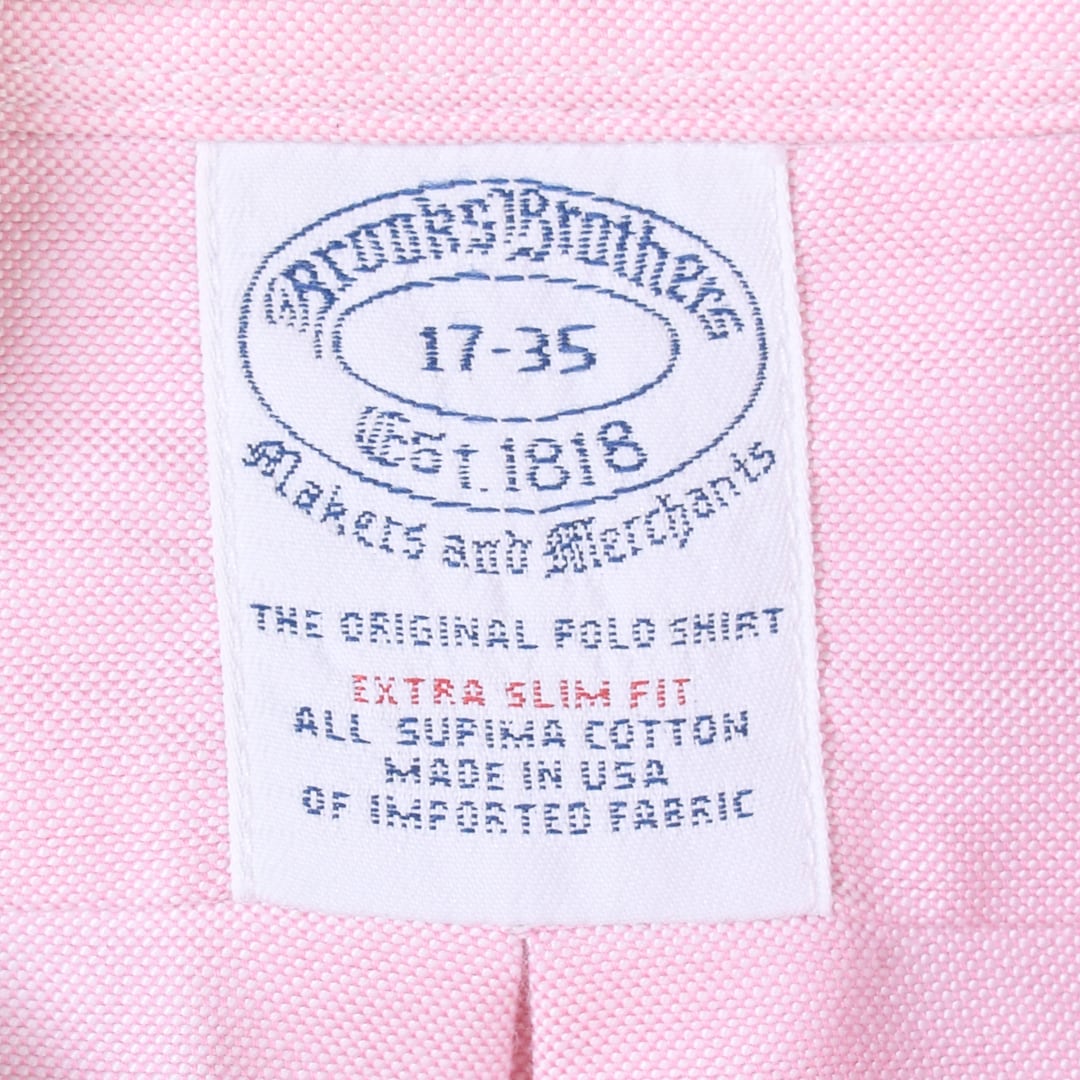 Brooks Brothers
17-35
Est. 1818
Makers and Merchants
THE ORIGINAL POLO SHIRT
EXTRA SLIM FIT
ALL SUPIMA COTTON
MADE IN USA
OF IMPORTED FABRIC